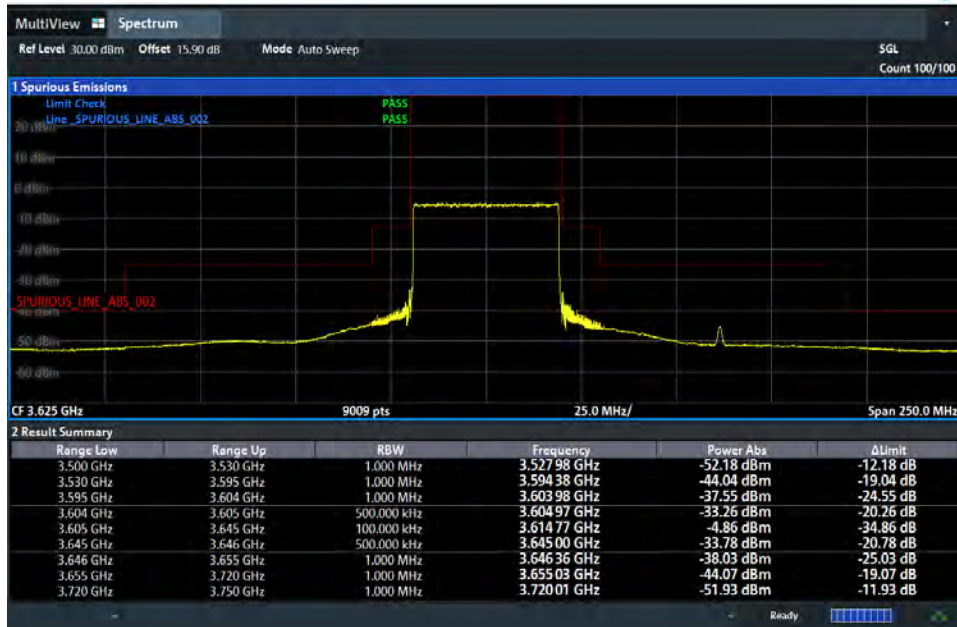 MultiView Spectrum
Ref Level 30.00 dBm Offset 15.90 dB Mode Auto Sweep SGL
Count 100/100
1 Spurious Emissions
Limit Check PASS
Line _SPURIOUS_LINE_ABS_002 PASS
20 dBm
10 dBm
0 dBm
-10 dBm
-20 dBm
-30 dBm
_SPURIOUS_LINE_ABS_002
-40 dBm
-50 dBm
-60 dBm
CF 3.625 GHz 9009 pts 25.0 MHz/ Span 250.0 MHz
2 Result Summary
Range Low Range Up RBW Frequency Power Abs ΔLimit
3.500 GHz 3.530 GHz 1.000 MHz 3.527 98 GHz -52.18 dBm -12.18 dB
3.530 GHz 3.595 GHz 1.000 MHz 3.594 38 GHz -44.04 dBm -19.04 dB
3.595 GHz 3.604 GHz 1.000 MHz 3.603 98 GHz -37.55 dBm -24.55 dB
3.604 GHz 3.605 GHz 500.000 kHz 3.604 97 GHz -33.26 dBm -20.26 dB
3.605 GHz 3.645 GHz 100.000 kHz 3.614 77 GHz -4.86 dBm -34.86 dB
3.645 GHz 3.646 GHz 500.000 kHz 3.645 00 GHz -33.78 dBm -20.78 dB
3.646 GHz 3.655 GHz 1.000 MHz 3.646 36 GHz -38.03 dBm -25.03 dB
3.655 GHz 3.720 GHz 1.000 MHz 3.655 03 GHz -44.07 dBm -19.07 dB
3.720 GHz 3.750 GHz 1.000 MHz 3.720 01 GHz -51.93 dBm -11.93 dB
Ready